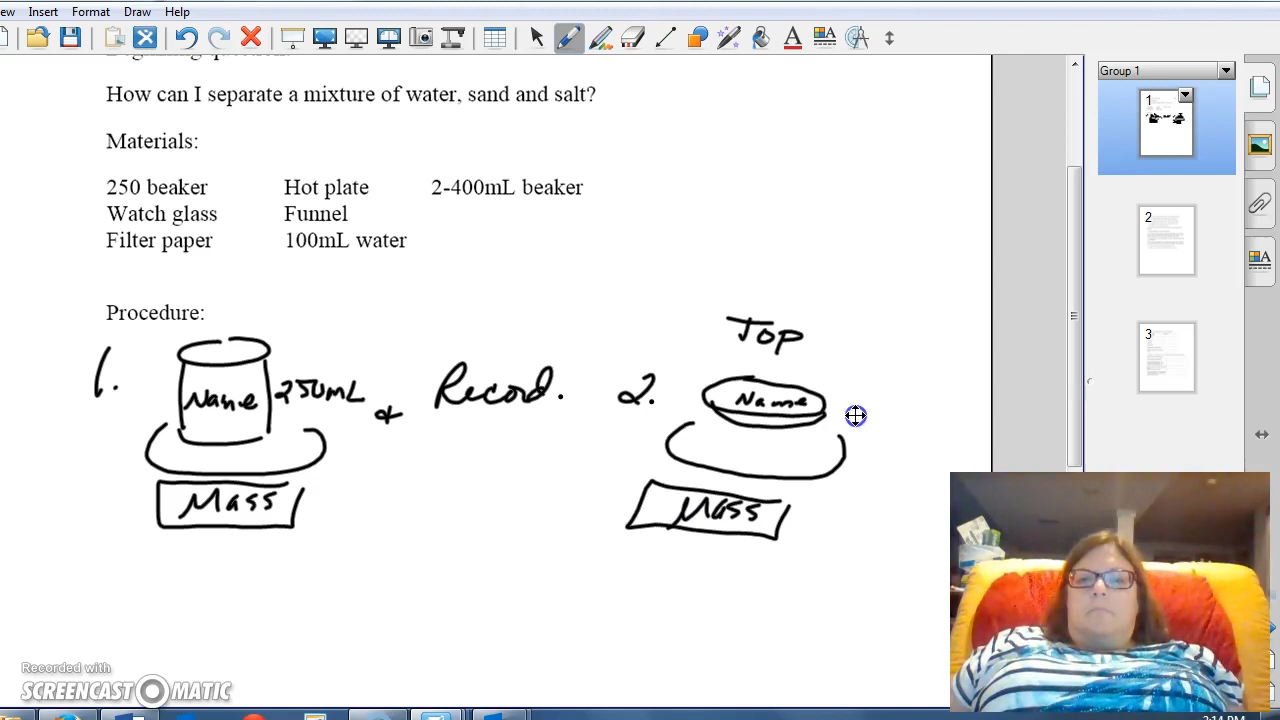 Insert Format Draw Help
Group 1
How can I separate a mixture of water, sand and salt?
Materials:
250 beaker Hot plate 2-400mL beaker
Watch glass Funnel
Filter paper 100mL water
Procedure:
Top
1. Name 250mL & Record. 2. Name
Mass Mass
1
2
3
Recorded with
SCREENCAST MATIC